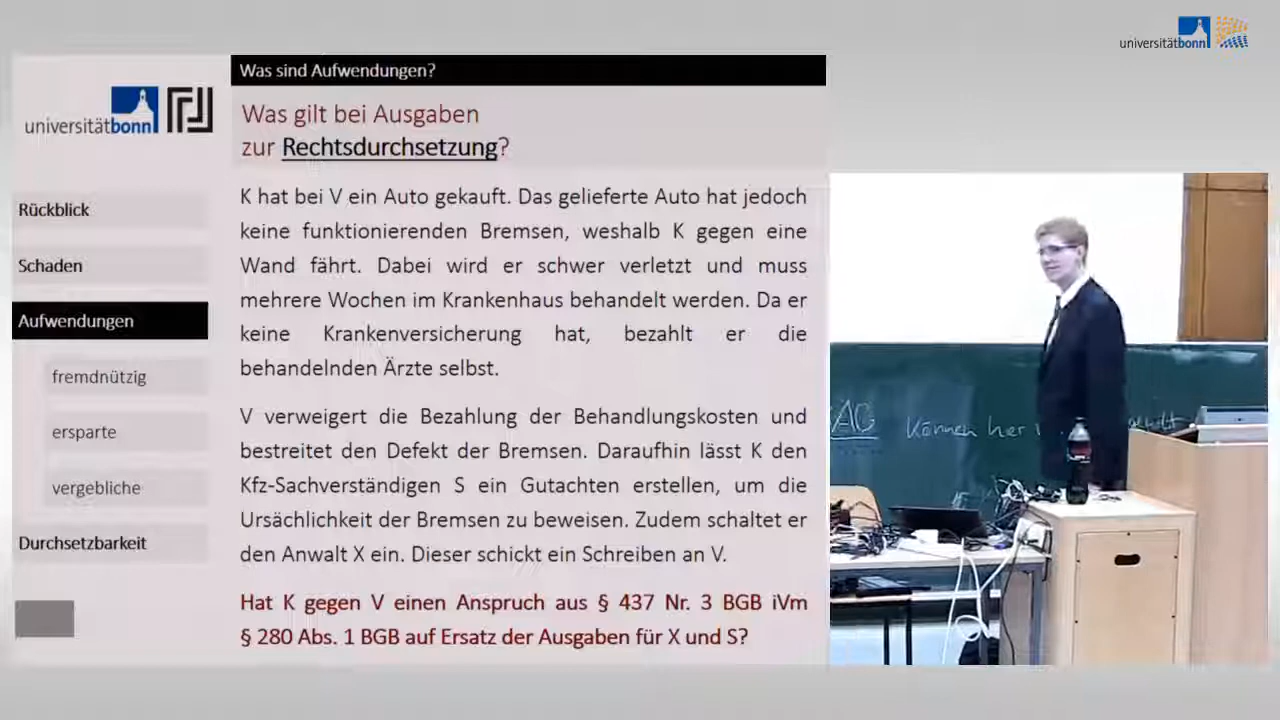 universitätbonn
Was sind Aufwendungen?
universitätbonn
Was gilt bei Ausgaben
zur Rechtsdurchsetzung?
Rückblick
Schaden
Aufwendungen
fremdnützig
ersparte
vergebliche
Durchsetzbarkeit
K hat bei V ein Auto gekauft. Das gelieferte Auto hat jedoch
keine funktionierenden Bremsen, weshalb K gegen eine
Wand fährt. Dabei wird er schwer verletzt und muss
mehrere Wochen im Krankenhaus behandelt werden. Da er
keine Krankenversicherung hat, bezahlt er die
behandelnden Ärzte selbst.
V verweigert die Bezahlung der Behandlungskosten und
bestreitet den Defekt der Bremsen. Daraufhin lässt K den
Kfz-Sachverständigen S ein Gutachten erstellen, um die
Ursächlichkeit der Bremsen zu beweisen. Zudem schaltet er
den Anwalt X ein. Dieser schickt ein Schreiben an V.
Hat K gegen V einen Anspruch aus § 437 Nr. 3 BGB iVm
§ 280 Abs. 1 BGB auf Ersatz der Ausgaben für X und S?
AG
Können hier